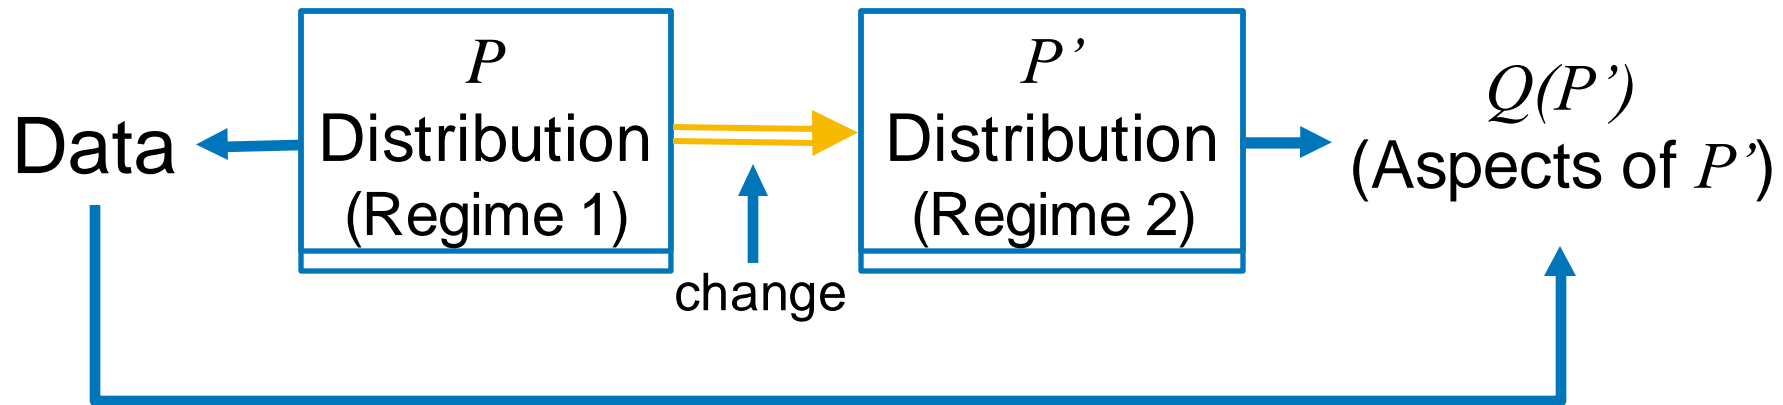 Data
P
Distribution
(Regime 1)
change
P’
Distribution
(Regime 2)
Q(P’)
(Aspects of P’)